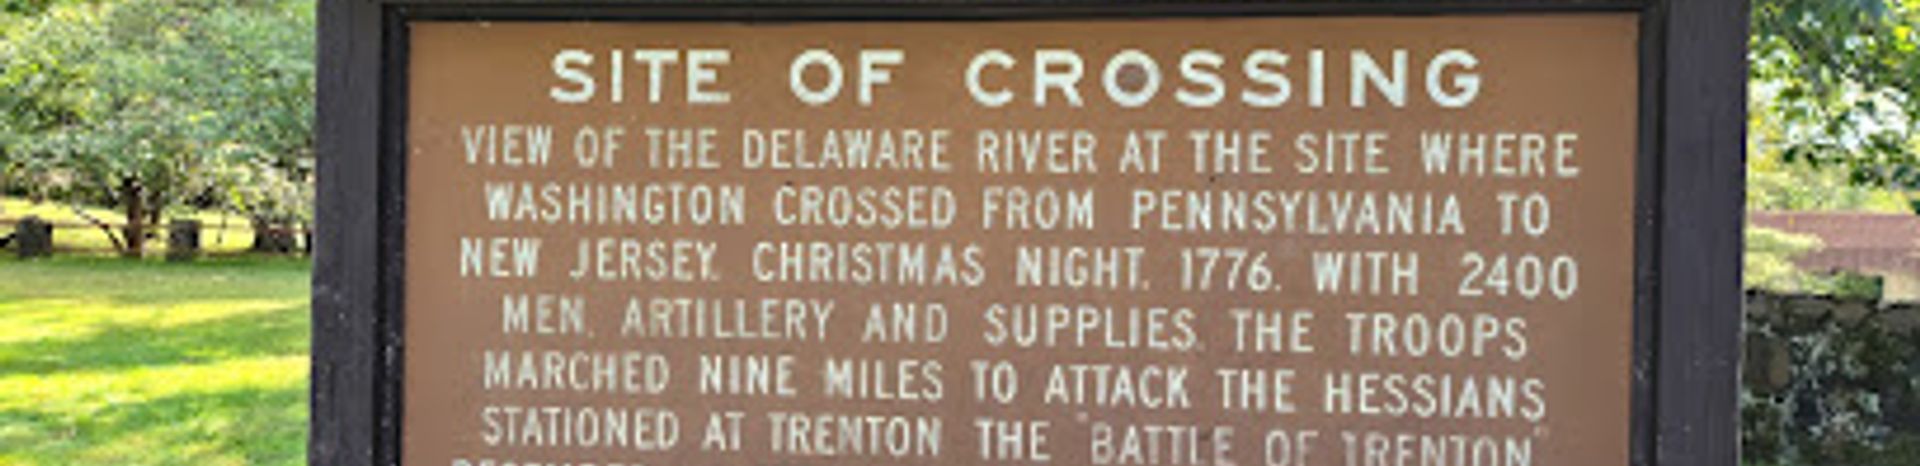 SITE OF CROSSING
VIEW OF THE DELAWARE RIVER AT THE SITE WHERE
WASHINGTON CROSSED FROM PENNSYLVANIA TO
NEW JERSEY. CHRISTMAS NIGHT, 1776. WITH 2400
MEN, ARTILLERY AND SUPPLIES. THE TROOPS
MARCHED NINE MILES TO ATTACK THE HESSIANS
STATIONED AT TRENTON THE "BATTLE OF TRENTON"